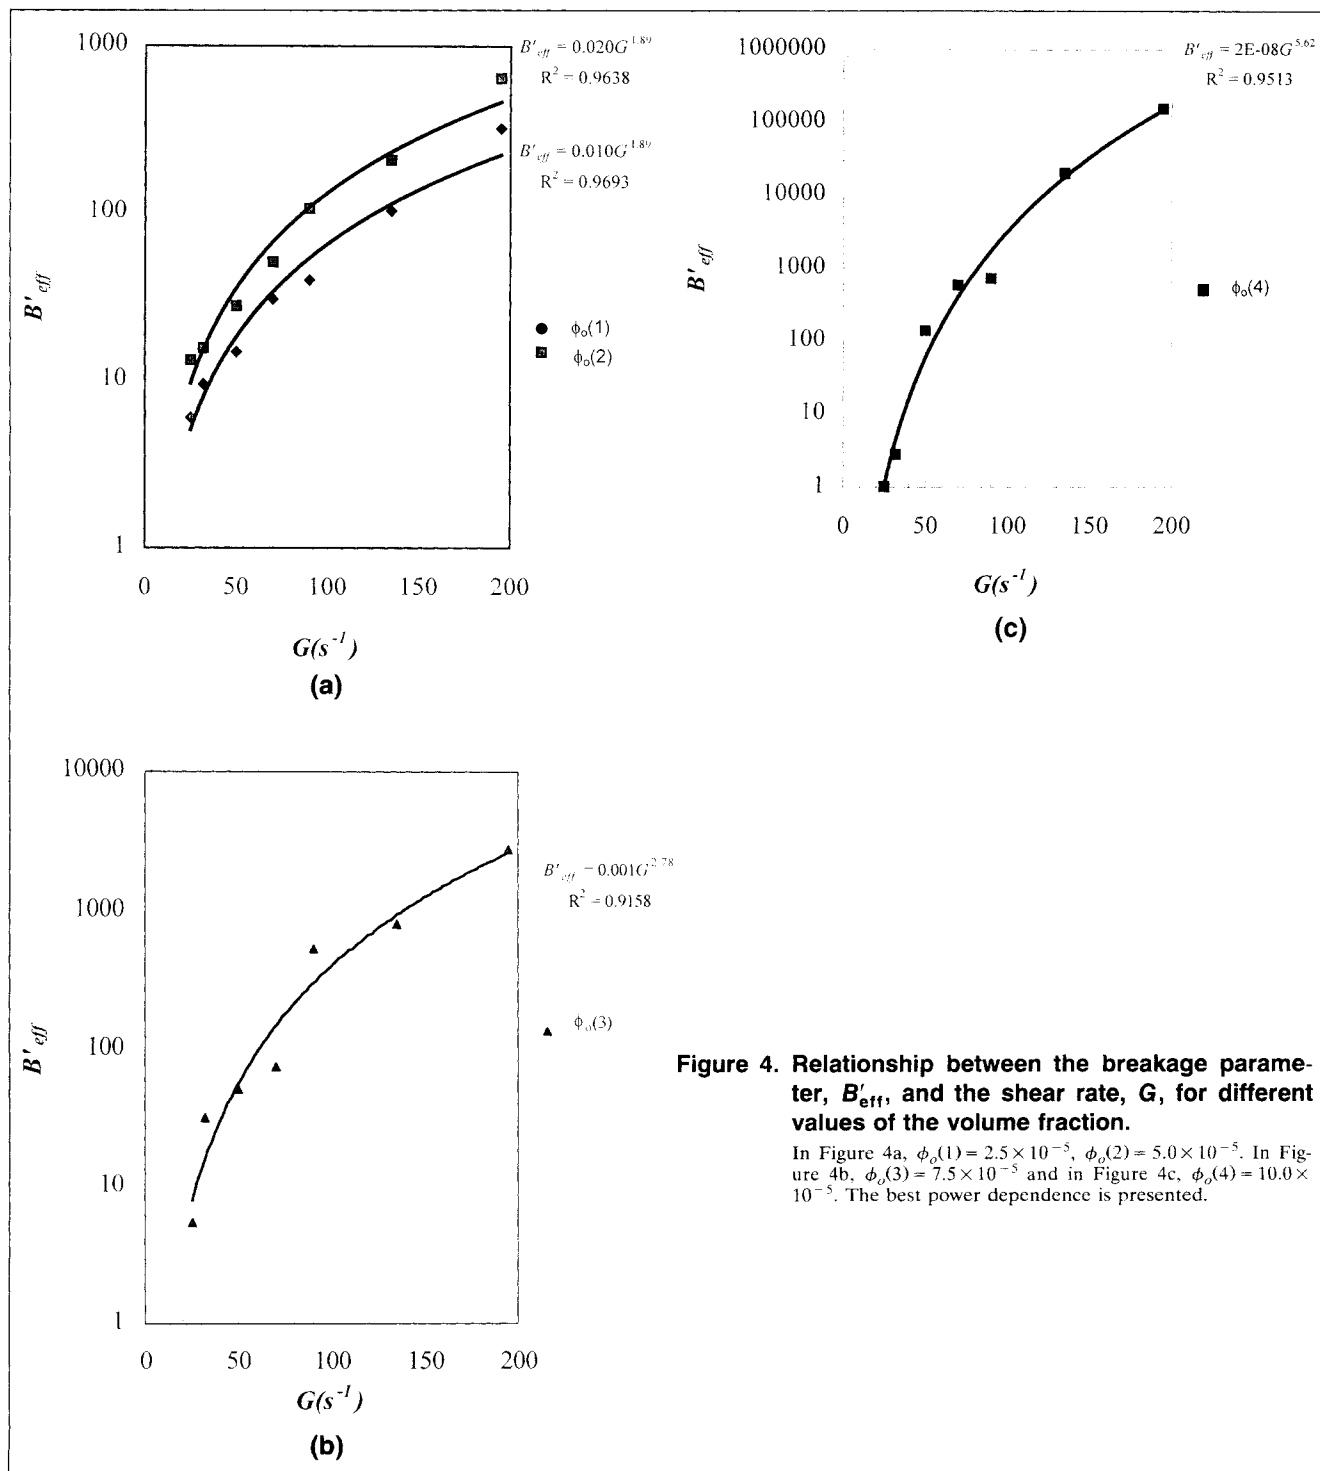 1000
100
10
1
B'eff
0 50 100 150 200
G(s⁻¹)
(a)
B'eff = 0.020G^1.89
R² = 0.9638
B'eff = 0.010G^1.89
R² = 0.9693
ϕo(1)
ϕo(2)
1000000
100000
10000
1000
100
10
1
B'eff
0 50 100 150 200
G(s⁻¹)
(c)
B'eff = 2E-08G^5.62
R² = 0.9513
ϕo(4)
10000
1000
100
10
1
B'eff
0 50 100 150 200
G(s⁻¹)
(b)
B'eff = 0.001G^2.78
R² = 0.9158
ϕo(3)
Figure 4. Relationship between the breakage parame-
ter, B′eff, and the shear rate, G, for different
values of the volume fraction.
In Figure 4a, ϕo(1) = 2.5 × 10⁻⁵, ϕo(2) = 5.0 × 10⁻⁵. In Fig-
ure 4b, ϕo(3) = 7.5 × 10⁻⁵ and in Figure 4c, ϕo(4) = 10.0 ×
10⁻⁵. The best power dependence is presented.